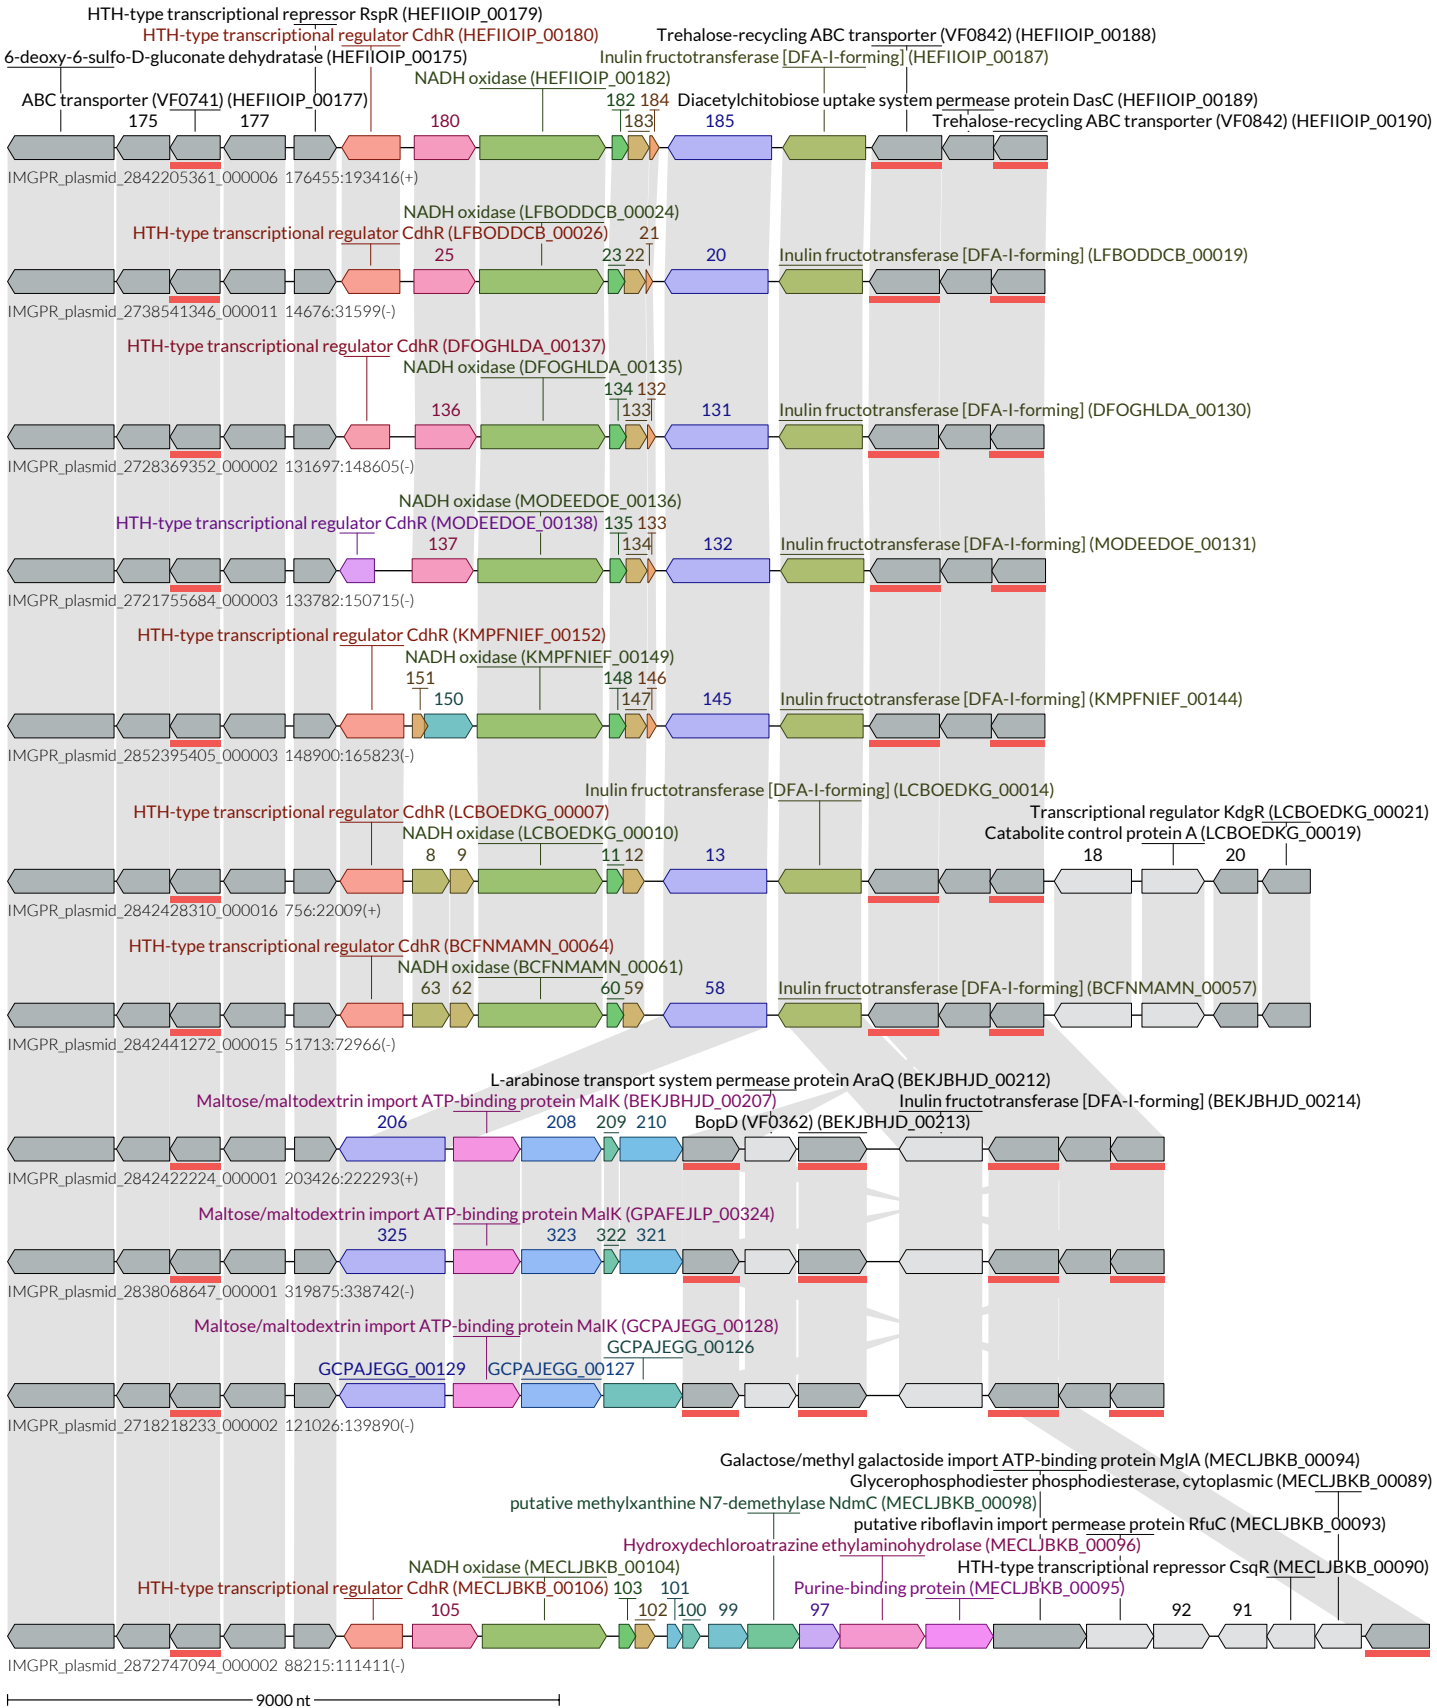 HTH-type transcriptional repressor RspR (HEFIIOIP_00179)
HTH-type transcriptional regulator CdhR (HEFIIOIP_00180) Trehalose-recycling ABC transporter (VF0842) (HEFIIOIP_00188)
6-deoxy-6-sulfo-D-gluconate dehydratase (HEFIIOIP_00175) Inulin fructotransferase [DFA-I-forming] (HEFIIOIP_00187)
NADH oxidase (HEFIIOIP_00182)
ABC transporter (VF0741) (HEFIIOIP_00177) 182 184 Diacetylchitobiose uptake system permease protein DasC (HEFIIOIP_00189)
175 177 180 183 185 Trehalose-recycling ABC transporter (VF0842) (HEFIIOIP_00190)
IMGPR_plasmid_2842205361_000006 176455:193416(+)
NADH oxidase (LFBODDCB_00024)
HTH-type transcriptional regulator CdhR (LFBODDCB_00026) 21
25 23 22 20 Inulin fructotransferase [DFA-I-forming] (LFBODDCB_00019)
IMGPR_plasmid_2738541346_000011 14676:31599(-)
HTH-type transcriptional regulator CdhR (DFOGHLDA_00137)
NADH oxidase (DFOGHLDA_00135)
134 132
136 133 131 Inulin fructotransferase [DFA-I-forming] (DFOGHLDA_00130)
IMGPR_plasmid_2728369352_000002 131697:148605(-)
NADH oxidase (MODEEDOE_00136)
HTH-type transcriptional regulator CdhR (MODEEDOE_00138) 135 133
137 134 132 Inulin fructotransferase [DFA-I-forming] (MODEEDOE_00131)
IMGPR_plasmid_2721755684_000003 133782:150715(-)
HTH-type transcriptional regulator CdhR (KMPFNIEF_00152)
NADH oxidase (KMPFNIEF_00149)
151 148 146
150 147 145 Inulin fructotransferase [DFA-I-forming] (KMPFNIEF_00144)
IMGPR_plasmid_2852395405_000003 148900:165823(-)
Inulin fructotransferase [DFA-I-forming] (LCBOEDKG_00014)
HTH-type transcriptional regulator CdhR (LCBOEDKG_00007) Transcriptional regulator KdgR (LCBOEDKG_00021)
NADH oxidase (LCBOEDKG_00010) Catabolite control protein A (LCBOEDKG_00019)
8 9 11 12 13 18 20
IMGPR_plasmid_2842428310_000016 756:22009(+)
HTH-type transcriptional regulator CdhR (BCFNMAMN_00064)
NADH oxidase (BCFNMAMN_00061)
63 62 60 59 58 Inulin fructotransferase [DFA-I-forming] (BCFNMAMN_00057)
IMGPR_plasmid_2842441272_000015 51713:72966(-)
L-arabinose transport system permease protein AraQ (BEKJBHJD_00212)
Maltose/maltodextrin import ATP-binding protein MalK (BEKJBHJD_00207) Inulin fructotransferase [DFA-I-forming] (BEKJBHJD_00214)
206 208 209 210 BopD (VF0362) (BEKJBHJD_00213)
IMGPR_plasmid_2842422224_000001 203426:222293(+)
Maltose/maltodextrin import ATP-binding protein MalK (GPAFEJLP_00324)
325 323 322 321
IMGPR_plasmid_2838068647_000001 319875:338742(-)
Maltose/maltodextrin import ATP-binding protein MalK (GCPAJEGG_00128)
GCPAJEGG_00126
GCPAJEGG_00129 GCPAJEGG_00127
IMGPR_plasmid_2718218233_000002 121026:139890(-)
Galactose/methyl galactoside import ATP-binding protein MglA (MECLJBKB_00094)
Glycerophosphodiester phosphodiesterase, cytoplasmic (MECLJBKB_00089)
putative methylxanthine N7-demethylase NdmC (MECLJBKB_00098)
putative riboflavin import permease protein RfuC (MECLJBKB_00093)
Hydroxydechloroatrazine ethylaminohydrolase (MECLJBKB_00096)
NADH oxidase (MECLJBKB_00104) HTH-type transcriptional repressor CsqR (MECLJBKB_00090)
HTH-type transcriptional regulator CdhR (MECLJBKB_00106) 103 101 Purine-binding protein (MECLJBKB_00095)
105 102 100 99 97 92 91
IMGPR_plasmid_2872747094_000002 88215:111411(-)
9000 nt